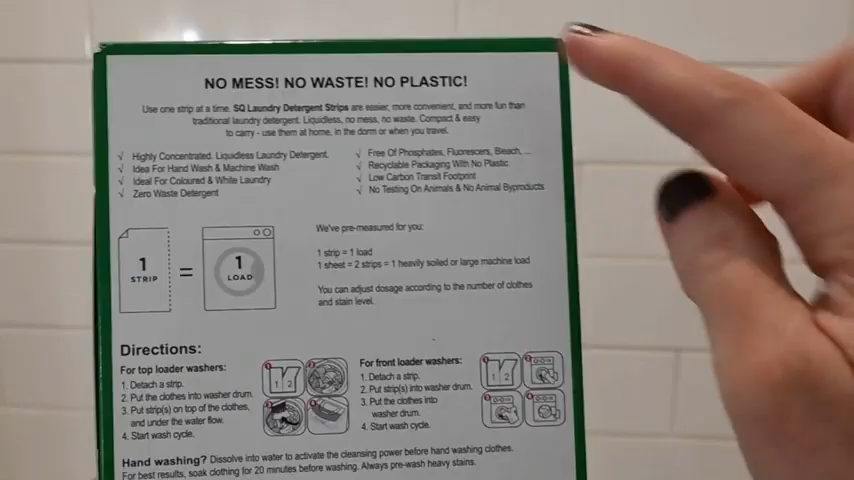 NO MESS! NO WASTE! NO PLASTIC!
Use one strip at a time. SQ Laundry Detergent Strips are easier, more convenient, and more fun than
traditional laundry detergent. Liquidless, no mess, no waste. Compact & easy
to carry - use them at home, in the dorm or when you travel.
√ Highly Concentrated, Liquidless Laundry Detergent.
√ Idea For Hand Wash & Machine Wash
√ Ideal For Coloured & White Laundry
√ Zero Waste Detergent
√ Free Of Phosphates, Fluorescers, Bleach, ...
√ Recyclable Packaging With No Plastic
√ Low Carbon Transit Footprint
√ No Testing On Animals & No Animal Byproducts
1
STRIP
=
1
LOAD
We've pre-measured for you:
1 strip = 1 load
1 sheet = 2 strips = 1 heavily soiled or large machine load
You can adjust dosage according to the number of clothes
and stain level.
Directions:
For top loader washers:
1. Detach a strip.
2. Put the clothes into washer drum.
3. Put strip(s) on top of the clothes,
and under the water flow.
4. Start wash cycle.
1 2
For front loader washers:
1. Detach a strip.
2. Put strip(s) into washer drum.
3. Put the clothes into
washer drum.
4. Start wash cycle.
1 2
Hand washing? Dissolve into water to activate the cleansing power before hand washing clothes.
For best results, soak clothing for 20 minutes before washing. Always pre-wash heavy stains.